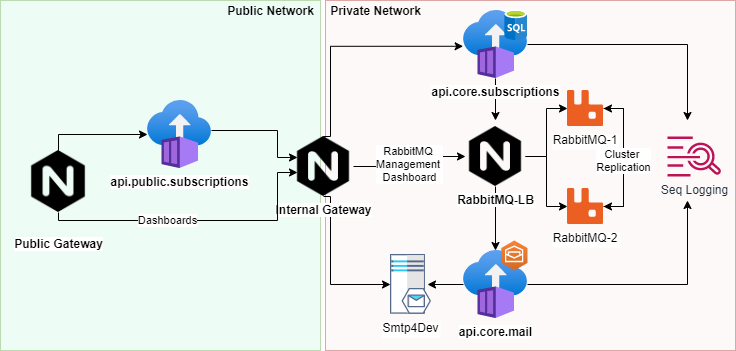 Public Network
Private Network
SQL
api.core.subscriptions
RabbitMQ-1
RabbitMQ
Management
Dashboard
Cluster
Replication
N
api.public.subscriptions
N
N
N
Seq Logging
RabbitMQ-LB
Internal Gateway
Dashboards
Public Gateway
RabbitMQ-2
Smtp4Dev
api.core.mail